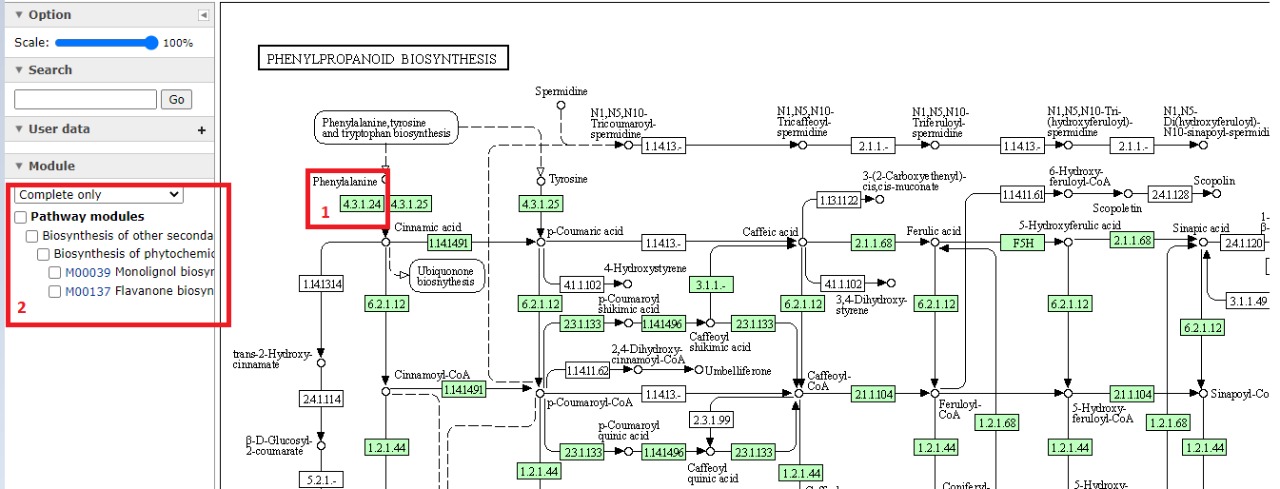 Option
Scale: 100%
Search
Go
User data +
Module
Complete only
Pathway modules
Biosynthesis of other seconda
Biosynthesis of phytochemic
M00039 Monolignol biosyr
M00137 Flavanone biosyn
2
PHENYLPROPANOID BIOSYNTHESIS
Phenylalanine, tyrosine
and tryptophan biosynthesis
Spermidine
N1,N5,N10-
Tricoumaroyl-
spermidine
1.14.13.-
N1,N5,N10-
Tricaffeoyl-
spermidine
2.1.1.-
N1,N5,N10-
Triferuloyl-
spermidine
1.14.13.-
N1,N5,N10-Tri-
(hydroxyferuloyl)-
spermidine
2.1.1.-
N1,N5-
Di(hydroxyferuloyl)-
N10-sinapoyl-spermidi
Phenylalanine
1
4.3.1.24
4.3.1.25
Tyrosine
4.3.1.25
3-(2-Carboxyethenyl)-
cis,cis-muconate
1.13.11.22
1.14.11.61
6-Hydroxy-
feruloyl-CoA
2.4.1.128
Scopolin
Scopoletin
Cinnamic acid
1.14.14.91
p-Coumaric acid
1.14.13.-
Caffeic acid
2.1.1.68
Ferulic acid
F5H
5-Hydroxyferulic acid
2.1.1.68
Sinapic acid
2.4.1.120
1-
β-
Ubiquonone
biosnythesis
4-Hydroxystyrene
4.1.1.102
3.1.1.-
4.1.1.102
3,4-Dihydroxy-
styrene
3.1.1.49
1.14.13.14
6.2.1.12
6.2.1.12
p-Coumaroyl
shikimic acid
6.2.1.12
6.2.1.12
6.2.1.12
6.2.1.12
2.3.1.133
1.14.14.96
2.3.1.133
Caffeoyl
shikimic acid
trans-2-Hydroxy-
cinnamate
2,4-Dihydroxy-
cinnamoyl-CoA
1.14.11.62
Umbelliferone
Cinnamoyl-CoA
1.14.14.91
p-Coumaroyl-CoA
1.14.13.-
Caffeoyl-
CoA
2.1.1.104
Feruloyl-
CoA
5-Hydroxy-
feruloyl-CoA
2.1.1.104
Sinapoyl-Co
2.4.1.114
2.3.1.99
1.2.1.68
1.2.1.68
β-D-Glucosyl-
2-coumarate
1.2.1.44
p-Coumaroyl
quinic acid
2.3.1.133
1.14.14.96
2.3.1.133
Caffeoyl
quinic acid
1.2.1.44
1.2.1.44
1.2.1.44
5.2.1.-
1.2.1.44
1.2.1.44
Coniferyl-
5-Hydroxy-